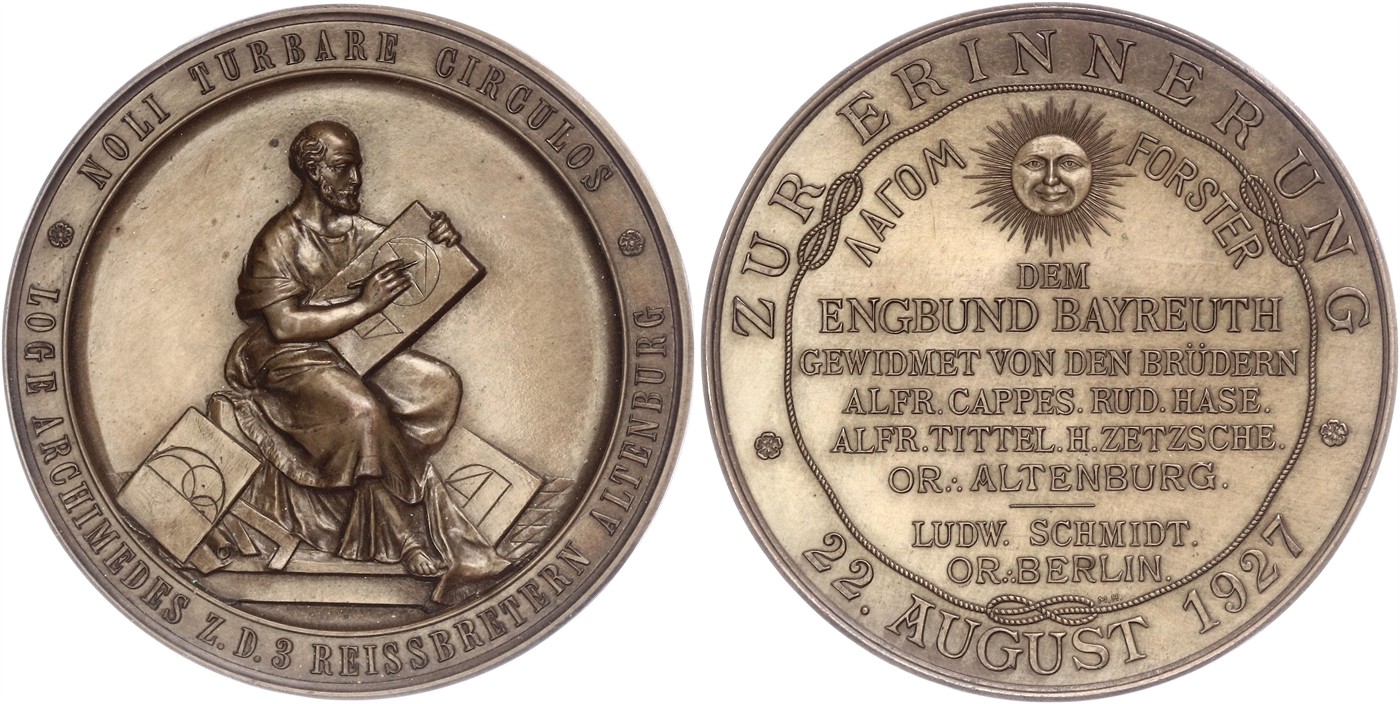 NOLI TURBARE CIRCULOS
LOGE ARCHIMEDES Z. D. 3 REISSBRETERN ALTENBURG
ZUR ERINNERUNG
ΛΑΓΟΜ
FORSTER
DEM
ENGBUND BAYREUTH
GEWIDMET VON DEN BRÜDERN
ALFR. CAPPES. RUD. HASE.
ALFR. TITTEL. H. ZETZSCHE.
OR∴ ALTENBURG.
LUDW. SCHMIDT.
OR∴ BERLIN.
M.H.
22. AUGUST 1927